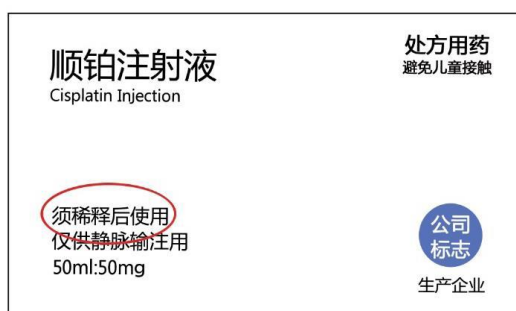 顺铂注射液
Cisplatin Injection
处方用药
避免儿童接触
须稀释后使用
仅供静脉输注用
50ml:50mg
公司
标志
生产企业